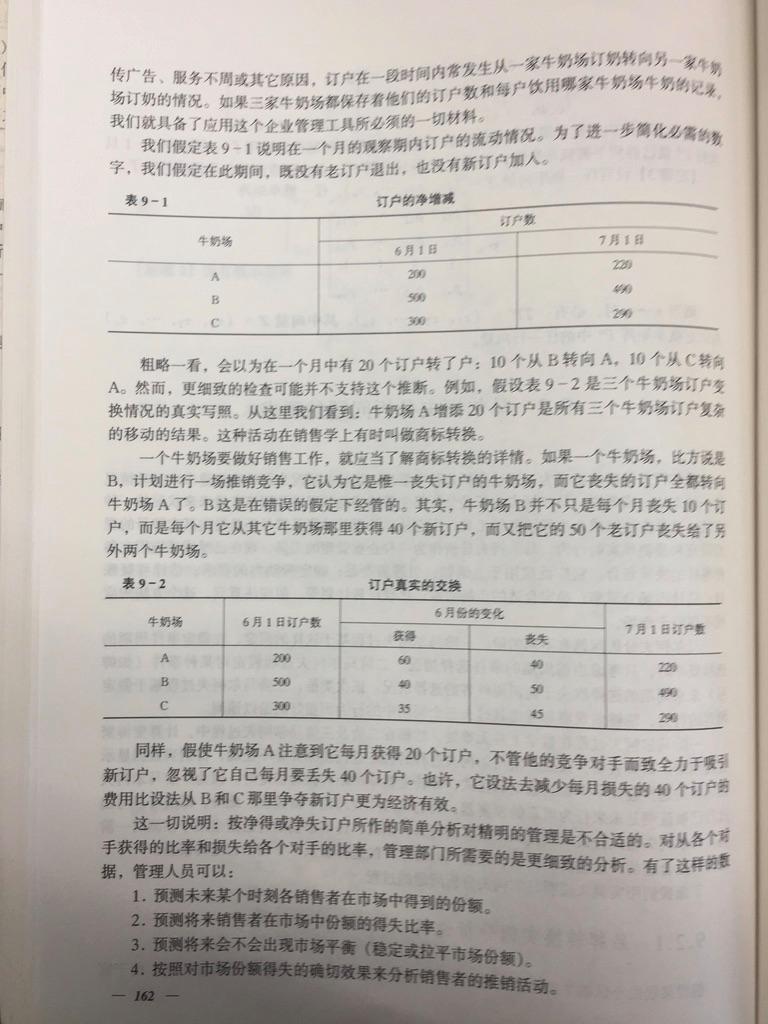 传广告、服务不周或其它原因，订户在一段时间内常发生从一家牛奶场订奶转向另一家牛奶
场订奶的情况。如果三家牛奶场都保存着他们的订户数和每户饮用哪家牛奶场牛奶的记录，
我们就具备了应用这个企业管理工具所必须的一切材料。
我们假定表9-1说明在一个月的观察期内订户的流动情况。为了进一步简化必需的数
字，我们假定在此期间，既没有老订户退出，也没有新订户加人。
表9-1 订户的净增减
牛奶场 订户数
6月1日 7月1日
A 200 220
B 500 490
C 300 290
粗略一看，会以为在一个月中有20个订户转了户：10个从B转向A，10个从C转向
A。然而，更细致的检查可能并不支持这个推断。例如，假设表9-2是三个牛奶场订户变
换情况的真实写照。从这里我们看到：牛奶场A增添20个订户是所有三个牛奶场订户复杂
的移动的结果。这种活动在销售学上有时叫做商标转换。
一个牛奶场要做好销售工作，就应当了解商标转换的详情。如果一个牛奶场，比方说是
B，计划进行一场推销竞争，它认为它是惟一丧失订户的牛奶场，而它丧失的订户全都转向
牛奶场A了。B这是在错误的假定下经管的。其实，牛奶场B并不只是每个月丧失10个订
户，而是每个月它从其它牛奶场那里获得40个新订户，而又把它的50个老订户丧失给了另
外两个牛奶场。
表9-2 订户真实的交换
牛奶场 6月1日订户数 6月份的变化 7月1日订户数
获得 丧失
A 200 60 40 220
B 500 40 50 490
C 300 35 45 290
同样，假使牛奶场A注意到它每月获得20个订户，不管他的竞争对手而致全力于吸引
新订户，忽视了它自己每月要丢失40个订户。也许，它设法去减少每月损失的40个订户的
费用比设法从B和C那里争夺新订户更为经济有效。
这一切说明：按净得或净失订户所作的简单分析对精明的管理是不合适的。对从各个对
手获得的比率和损失给各个对手的比率，管理部门所需要的是更细致的分析。有了这样的数
据，管理人员可以：
1．预测未来某个时刻各销售者在市场中得到的份额。
2．预测将来销售者在市场中份额的得失比率。
3．预测将来会不会出现市场平衡（稳定或拉平市场份额）。
4．按照对市场份额得失的确切效果来分析销售者的推销活动。
— 162 —